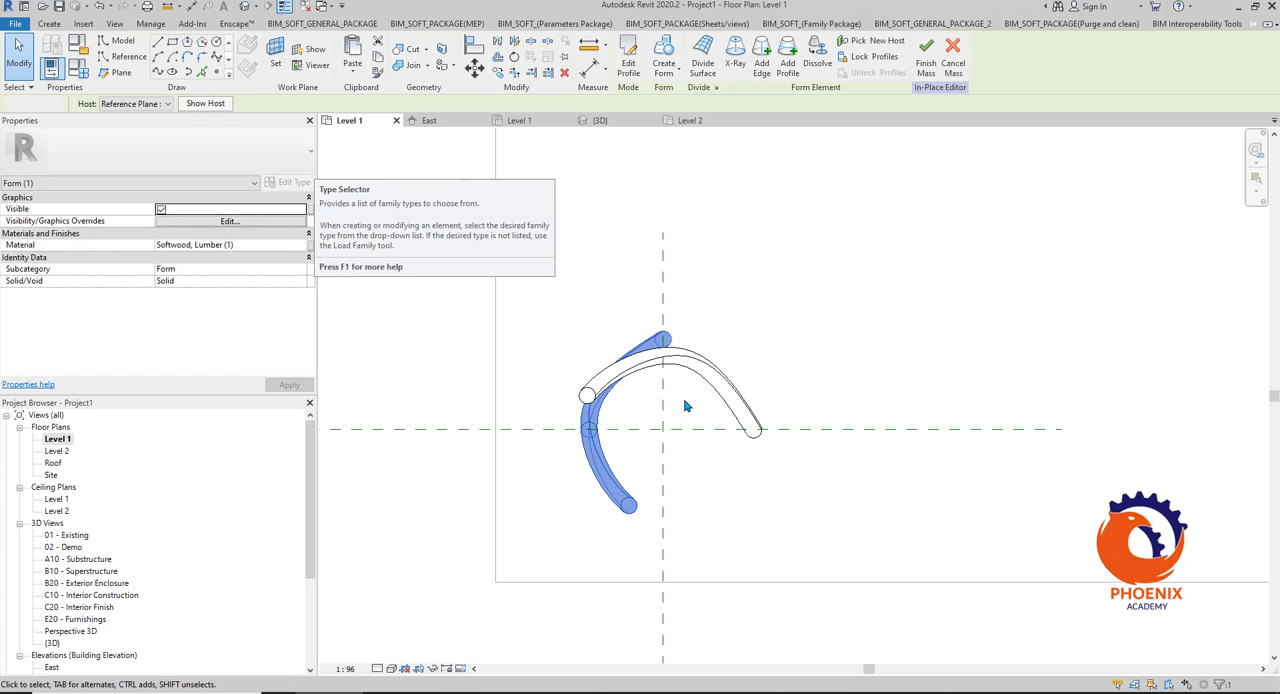 Autodesk Revit 2020.2 - Project1 - Floor Plan: Level 1
Sign In
File Create Insert View Manage Add-Ins Enscape™ BIM_SOFT_GENERAL_PACKAGE BIM_SOFT_PACKAGE(MEP) BIM_SOFT_(Parameters Package) BIM_SOFT_PACKAGE(Sheets/views) BIM_SOFT_(Family Package) BIM_SOFT_GENERAL_PACKAGE_2 BIM_SOFT_PACKAGE(Purge and clean) BIM Interoperability Tools
Modify
Model
Reference
Plane
Set
Show
Viewer
Paste
Cut
Join
Edit Profile
Create Form
Divide Surface
X-Ray
Add Edge
Add Profile
Dissolve
Pick New Host
Lock Profiles
Unlock Profiles
Finish Mass
Cancel Mass
Select Properties Draw Work Plane Clipboard Geometry Modify Measure Mode Form Divide Form Element In-Place Editor
Host: Reference Plane : Show Host
Properties
Level 1 East Level 1 {3D} Level 2
R
Form (1) Edit Type
Graphics
Visible
Visibility/Graphics Overrides Edit...
Materials and Finishes
Material Softwood, Lumber (1)
Identity Data
Subcategory Form
Solid/Void Solid
Type Selector
Provides a list of family types to choose from.
When creating or modifying an element, select the desired family
type from the drop-down list. If the desired type is not listed, use
the Load Family tool.
Press F1 for more help
Properties help Apply
Project Browser - Project1
Views (all)
Floor Plans
Level 1
Level 2
Roof
Site
Ceiling Plans
Level 1
Level 2
3D Views
01 - Existing
02 - Demo
A10 - Substructure
B10 - Superstructure
B20 - Exterior Enclosure
C10 - Interior Construction
C20 - Interior Finish
E20 - Furnishings
Perspective 3D
{3D}
Elevations (Building Elevation)
East
PHOENIX
ACADEMY
1 : 96
Click to select, TAB for alternates, CTRL adds, SHIFT unselects.
:1